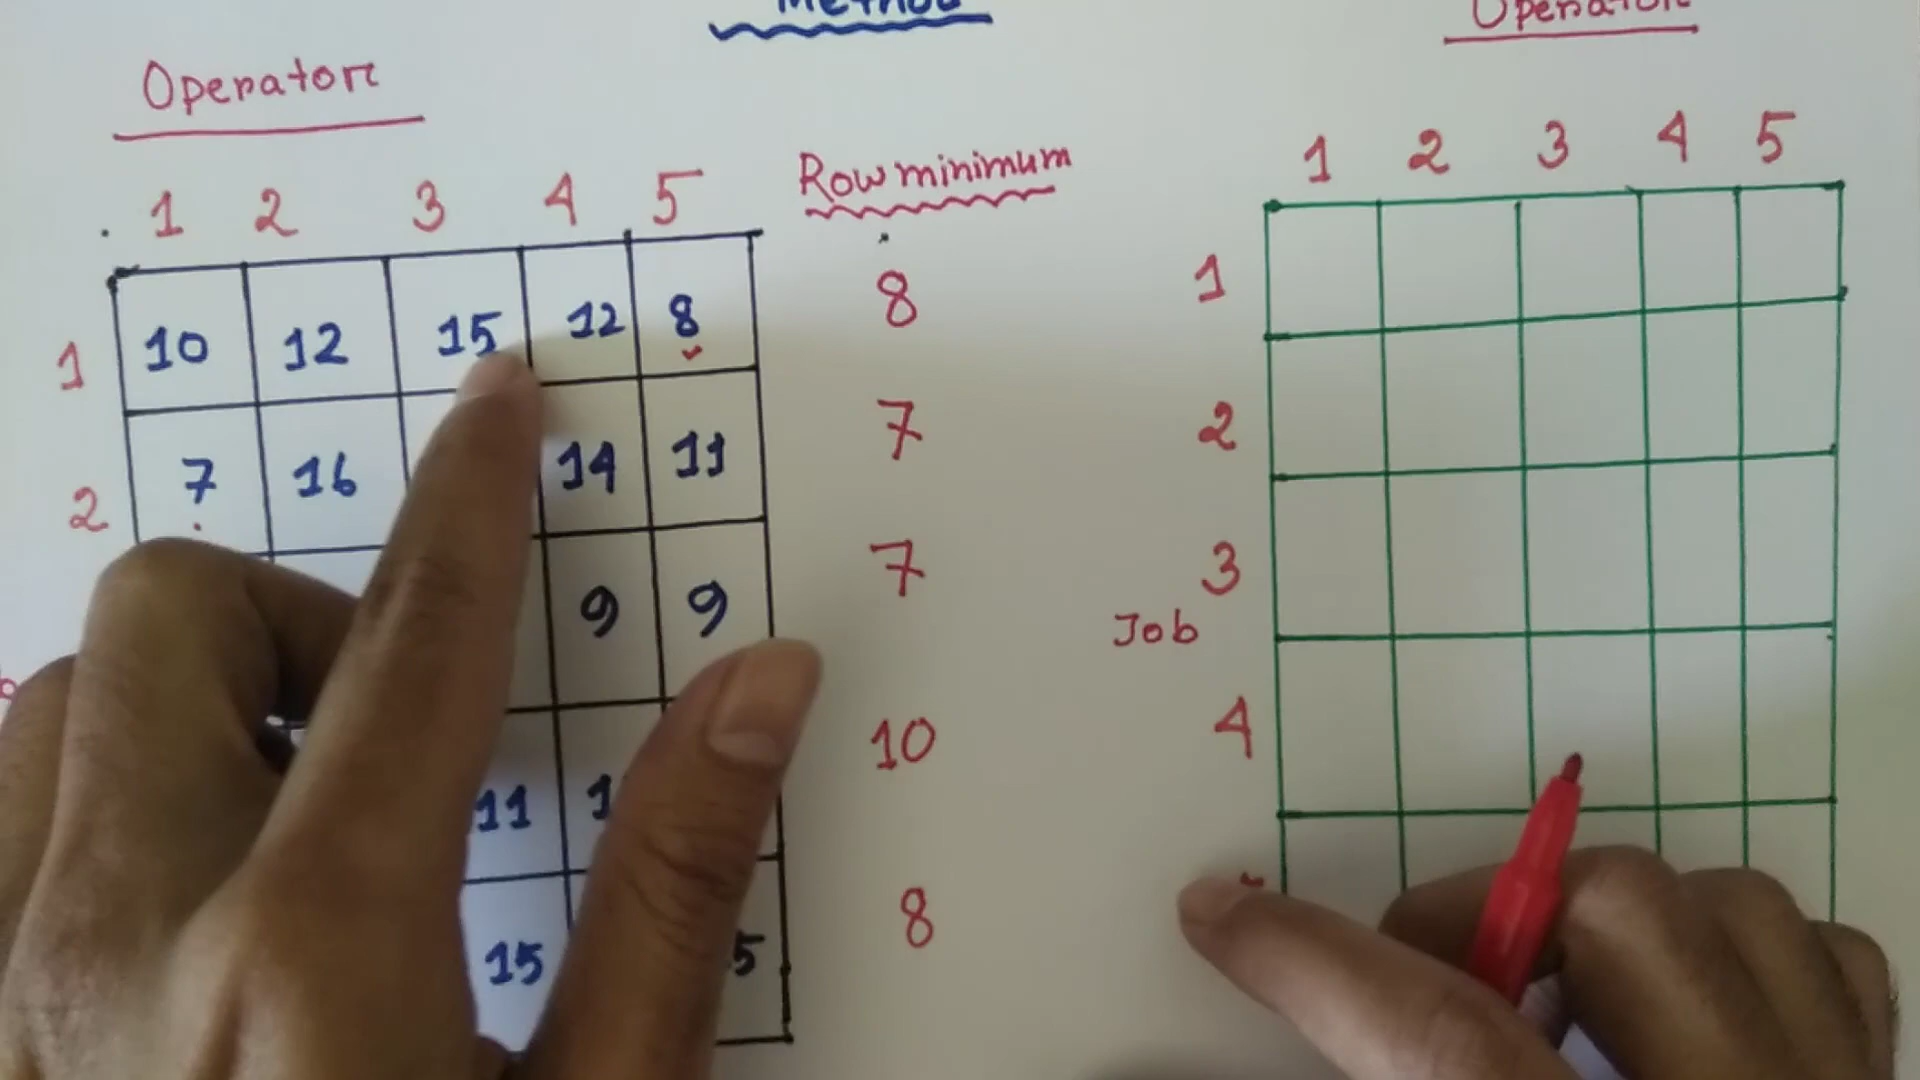 Method
Operator
Operator
1 2 3 4 5
Row minimum
1 2 3 4 5
1 10 12 15 12 8
8
1
2 7 16 14 11
7
2
9 9
7
3
Job
11
10
4
15
8